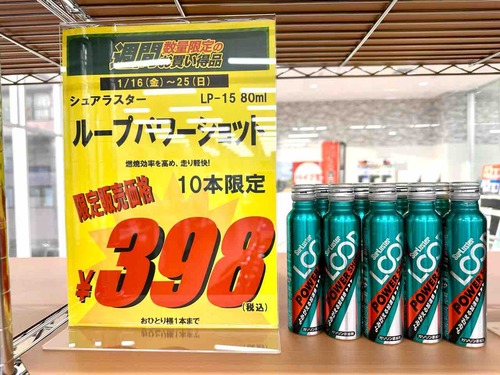 週間数量限定の
お買い得品
1/16(金)～25(日)
シュアラスター LP-15 80ml
ループパワーショット
燃焼効率を高め、走り軽快!
限定販売価格 10本限定
¥398
(税込)
おひとり様1本まで
SurLuster
LOOP
POWER SHOT